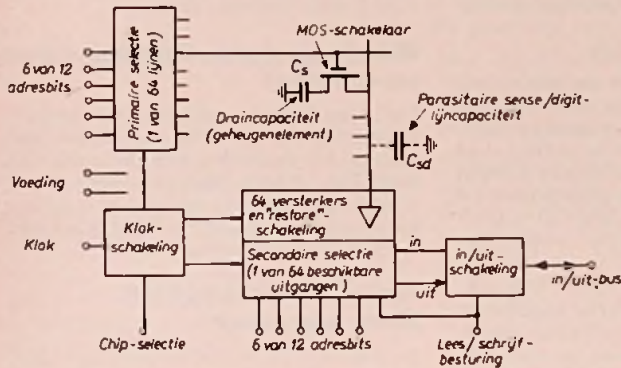 MOS-schakelaar
6 van 12
adresbits
Primaire selectie
(1 van 64 lijnen)
Cs
Draincapaciteit
(geheugenelement)
Parasitaire sense/digit-
lijncapaciteit
Csd
Voeding
Klok
Klok-
schakeling
64 versterkers
en "restore"-
schakeling
Secondaire selectie
(1 van 64 beschikbare
uitgangen)
in
uit
in/uit-
schakeling
in/uit-bus
Chip-selectie
6 van 12 adresbits
Lees/schrijf-
besturing